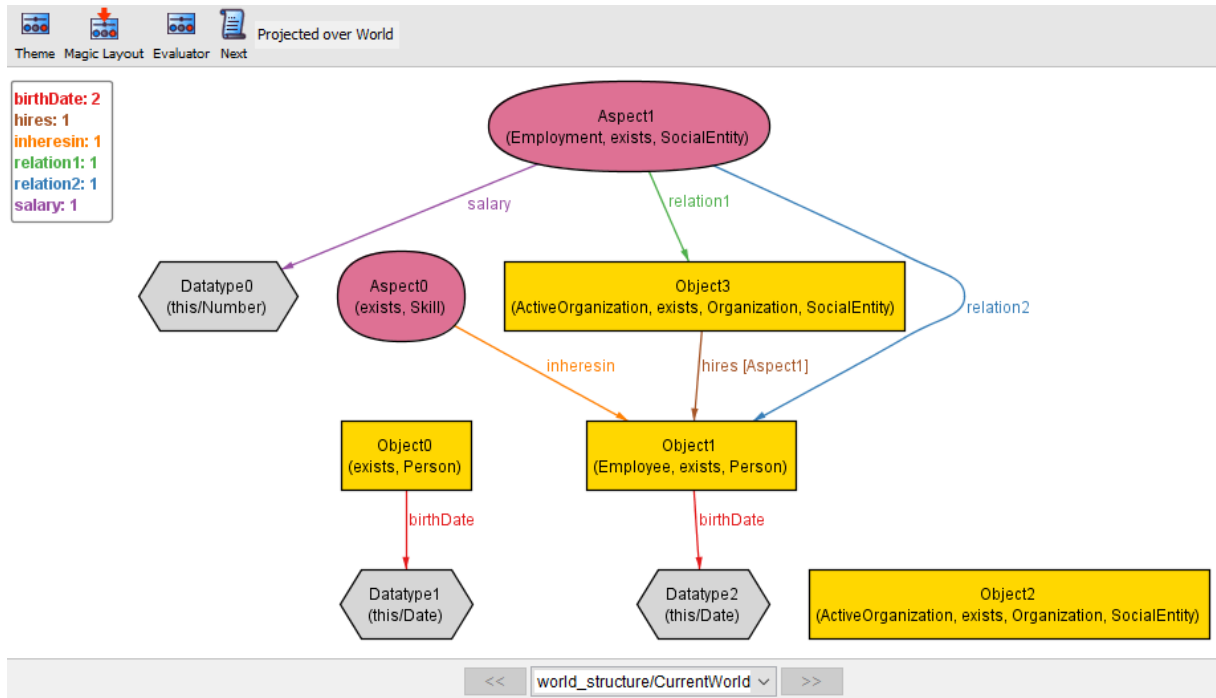 Theme Magic Layout Evaluator Next Projected over World
birthDate: 2
hires: 1
inheresin: 1
relation1: 1
relation2: 1
salary: 1
Aspect1
(Employment, exists, SocialEntity)
salary
relation1
Datatype0
(this/Number)
Aspect0
(exists, Skill)
Object3
(ActiveOrganization, exists, Organization, SocialEntity)
relation2
inheresin
hires [Aspect1]
Object0
(exists, Person)
Object1
(Employee, exists, Person)
birthDate
birthDate
Datatype1
(this/Date)
Datatype2
(this/Date)
Object2
(ActiveOrganization, exists, Organization, SocialEntity)
<< world_structure/CurrentWorld >>